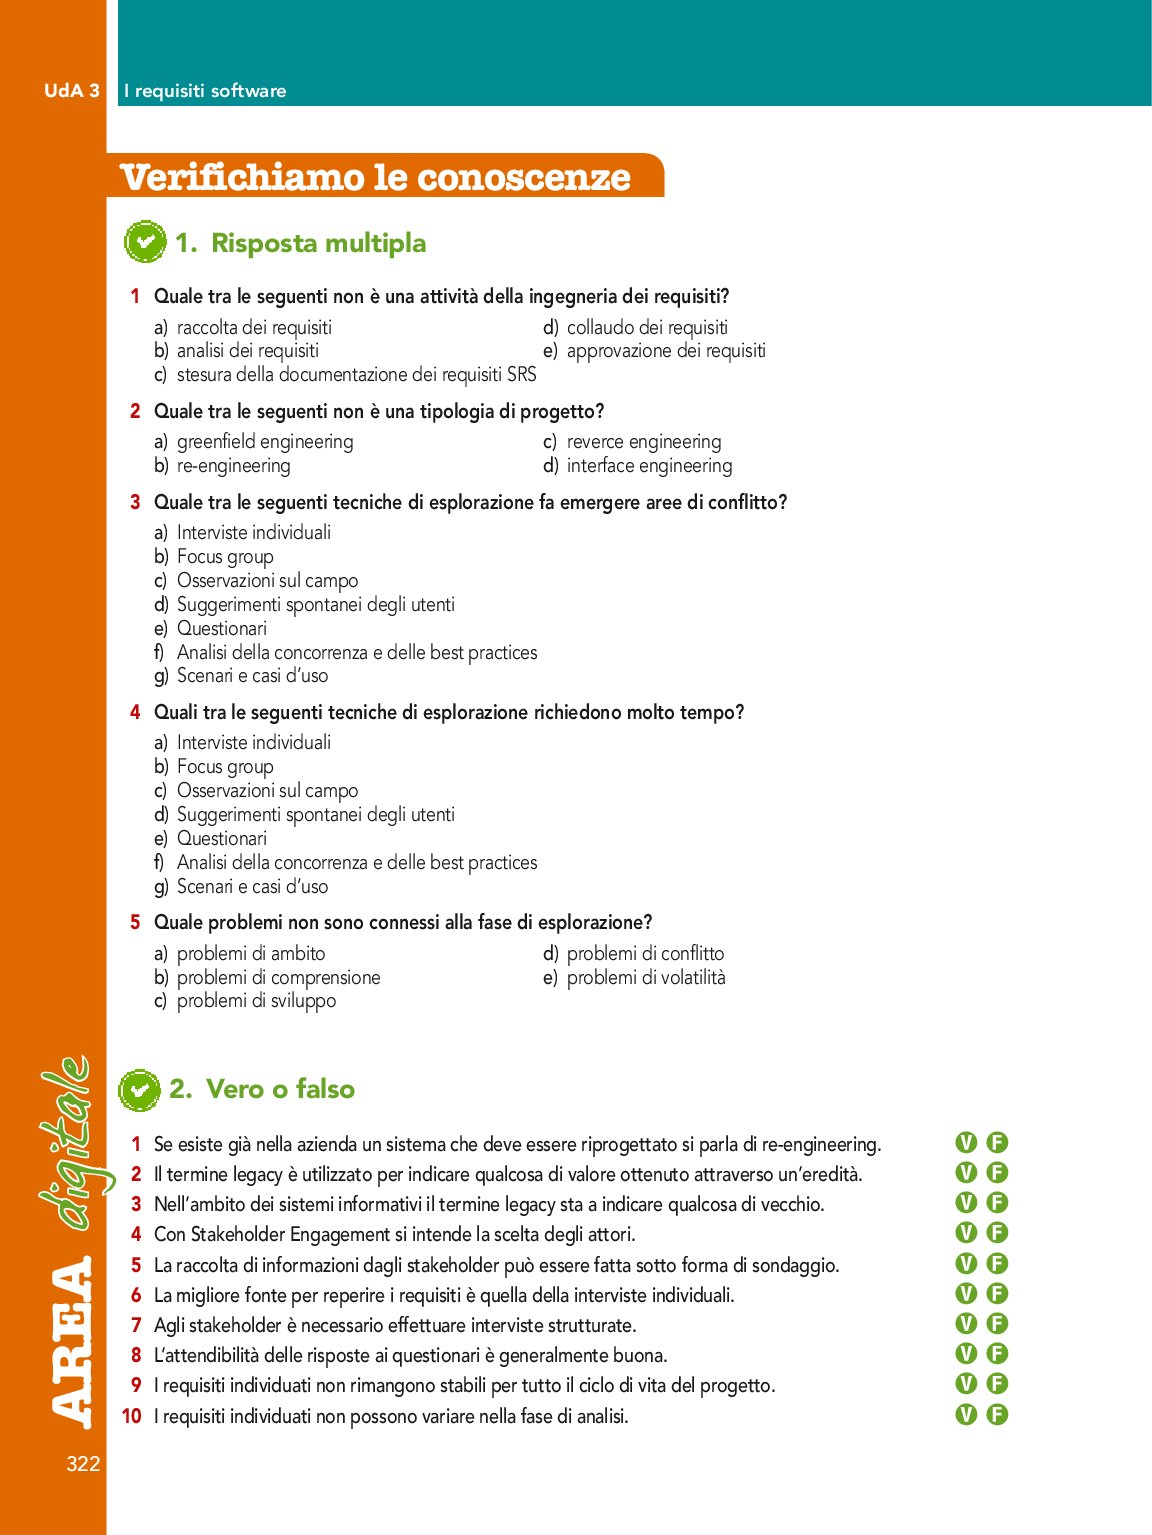 UdA 3 I requisiti software
Verifichiamo le conoscenze
1. Risposta multipla
1 Quale tra le seguenti non è una attività della ingegneria dei requisiti?
a) raccolta dei requisiti
b) analisi dei requisiti
c) stesura della documentazione dei requisiti SRS
d) collaudo dei requisiti
e) approvazione dei requisiti
2 Quale tra le seguenti non è una tipologia di progetto?
a) greenfield engineering
b) re-engineering
c) reverce engineering
d) interface engineering
3 Quale tra le seguenti tecniche di esplorazione fa emergere aree di conflitto?
a) Interviste individuali
b) Focus group
c) Osservazioni sul campo
d) Suggerimenti spontanei degli utenti
e) Questionari
f) Analisi della concorrenza e delle best practices
g) Scenari e casi d'uso
4 Quali tra le seguenti tecniche di esplorazione richiedono molto tempo?
a) Interviste individuali
b) Focus group
c) Osservazioni sul campo
d) Suggerimenti spontanei degli utenti
e) Questionari
f) Analisi della concorrenza e delle best practices
g) Scenari e casi d'uso
5 Quale problemi non sono connessi alla fase di esplorazione?
a) problemi di ambito
b) problemi di comprensione
c) problemi di sviluppo
d) problemi di conflitto
e) problemi di volatilità
2. Vero o falso
1 Se esiste già nella azienda un sistema che deve essere riprogettato si parla di re-engineering. V F
2 Il termine legacy è utilizzato per indicare qualcosa di valore ottenuto attraverso un'eredità. V F
3 Nell'ambito dei sistemi informativi il termine legacy sta a indicare qualcosa di vecchio. V F
4 Con Stakeholder Engagement si intende la scelta degli attori. V F
5 La raccolta di informazioni dagli stakeholder può essere fatta sotto forma di sondaggio. V F
6 La migliore fonte per reperire i requisiti è quella della interviste individuali. V F
7 Agli stakeholder è necessario effettuare interviste strutturate. V F
8 L'attendibilità delle risposte ai questionari è generalmente buona. V F
9 I requisiti individuati non rimangono stabili per tutto il ciclo di vita del progetto. V F
10 I requisiti individuati non possono variare nella fase di analisi. V F
AREA digitale
322